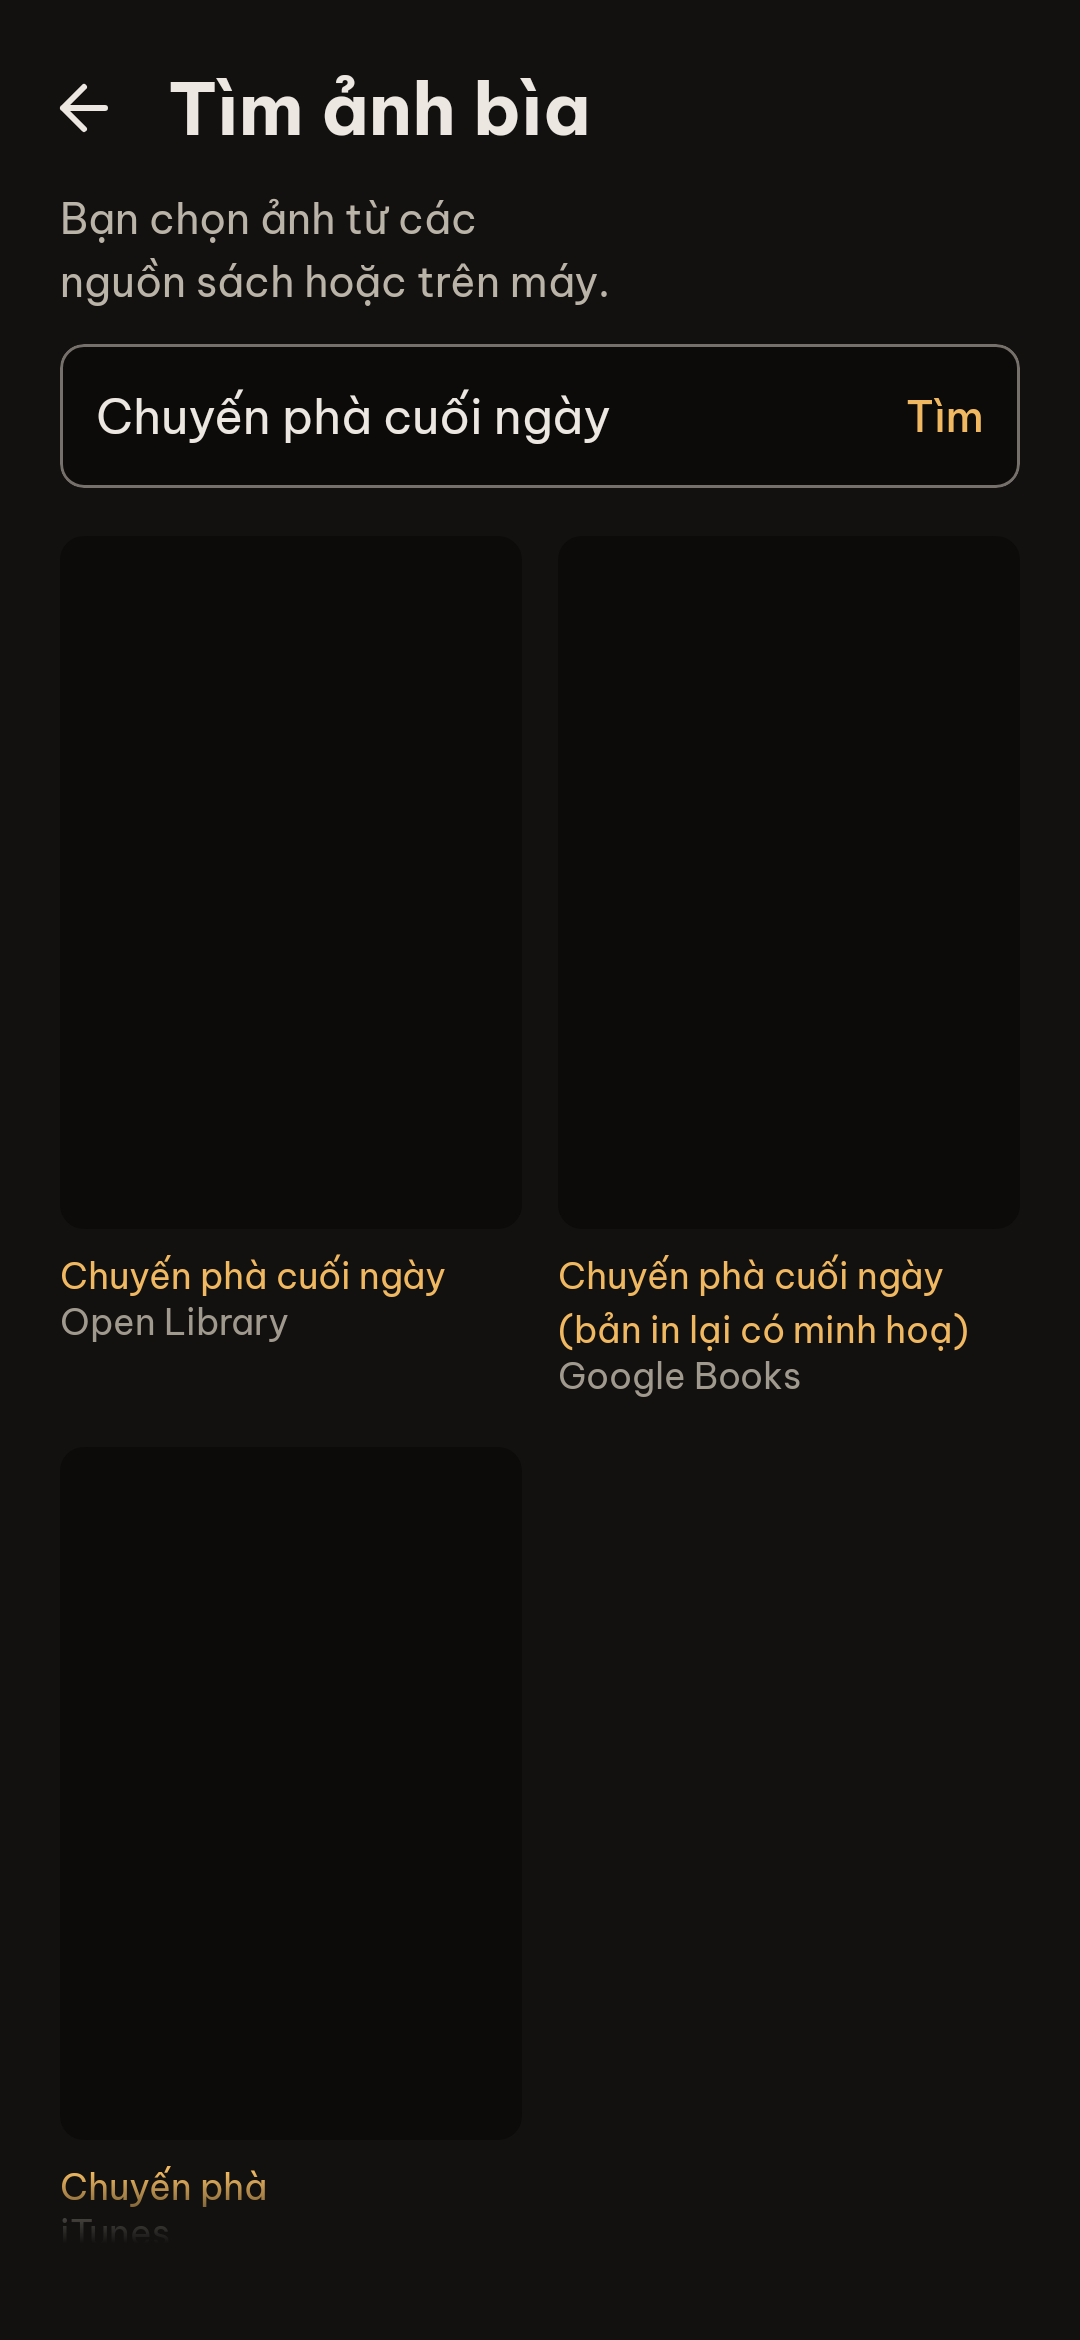 Tìm ảnh bìa
Bạn chọn ảnh từ các
nguồn sách hoặc trên máy.
Chuyến phà cuối ngày
Tìm
Chuyến phà cuối ngày
Open Library
Chuyến phà cuối ngày
(bản in lại có minh hoạ)
Google Books
Chuyến phà
iTunes